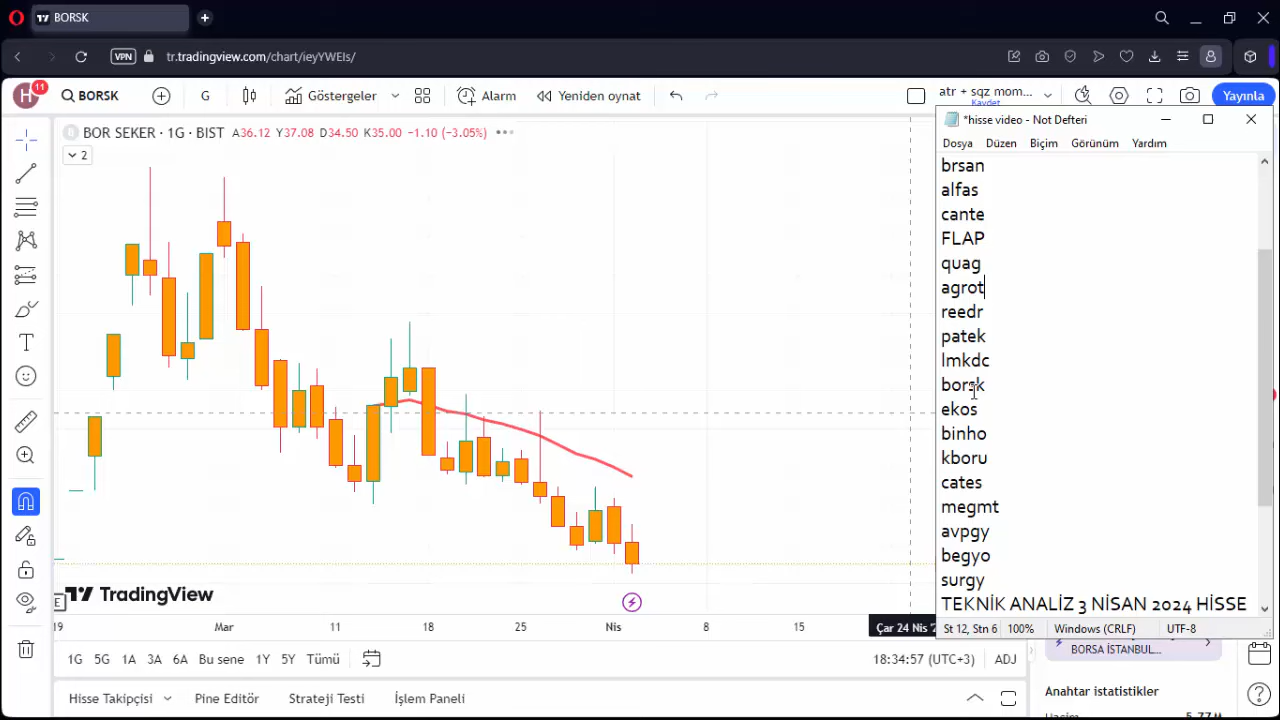 BORSK
VPN
tr.tradingview.com/chart/ieyYWEIs/
H
11
BORSK
G
Göstergeler
Alarm
Yeniden oynat
atr + sqz mom...
Kaydet
Yayınla
BOR SEKER · 1G · BIST A36.12 Y37.08 D34.50 K35.00 −1.10 (−3.05%)
2
*hisse video - Not Defteri
Dosya Düzen Biçim Görünüm Yardım
brsan
alfas
cante
FLAP
quag
agrot
reedr
patek
lmkdc
borsk
ekos
binho
kboru
cates
megmt
avpgy
begyo
surgy
TEKNİK ANALİZ 3 NİSAN 2024 HİSSE
St 12, Stn 6 100% Windows (CRLF) UTF-8
E
TradingView
19 Mar 11 18 25 Nis 8 15
Çar 24 Nis '2
1G 5G 1A 3A 6A Bu sene 1Y 5Y Tümü
18:34:57 (UTC+3)
ADJ
BORSA İSTANBUL...
Hisse Takipçisi
Pine Editör
Strateji Testi
İşlem Paneli
Anahtar istatistikler